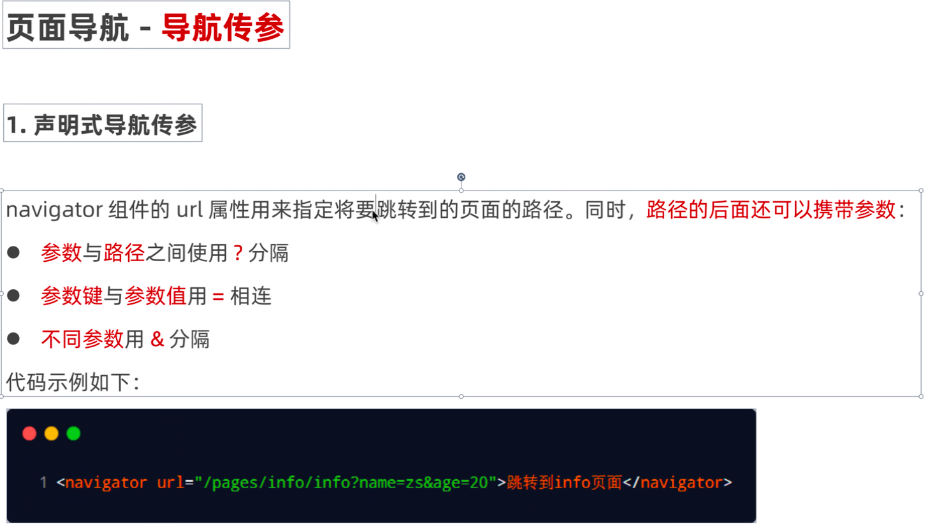 页面导航 - 导航传参
1. 声明式导航传参
navigator 组件的 url 属性用来指定将要跳转到的页面的路径。同时，路径的后面还可以携带参数：
● 参数与路径之间使用 ? 分隔
● 参数键与参数值用 = 相连
● 不同参数用 & 分隔
代码示例如下：
1 <navigator url="/pages/info/info?name=zs&age=20">跳转到info页面</navigator>